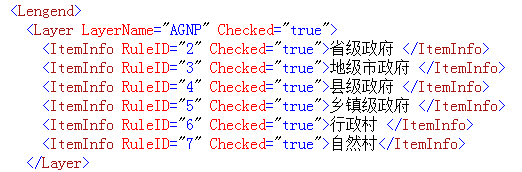 <Lengend>
<Layer LayerName="AGNP" Checked="true">
<ItemInfo RuleID="2" Checked="true">省级政府 </ItemInfo>
<ItemInfo RuleID="3" Checked="true">地级市政府 </ItemInfo>
<ItemInfo RuleID="4" Checked="true">县级政府 </ItemInfo>
<ItemInfo RuleID="5" Checked="true">乡镇级政府 </ItemInfo>
<ItemInfo RuleID="6" Checked="true">行政村 </ItemInfo>
<ItemInfo RuleID="7" Checked="true">自然村</ItemInfo>
</Layer>